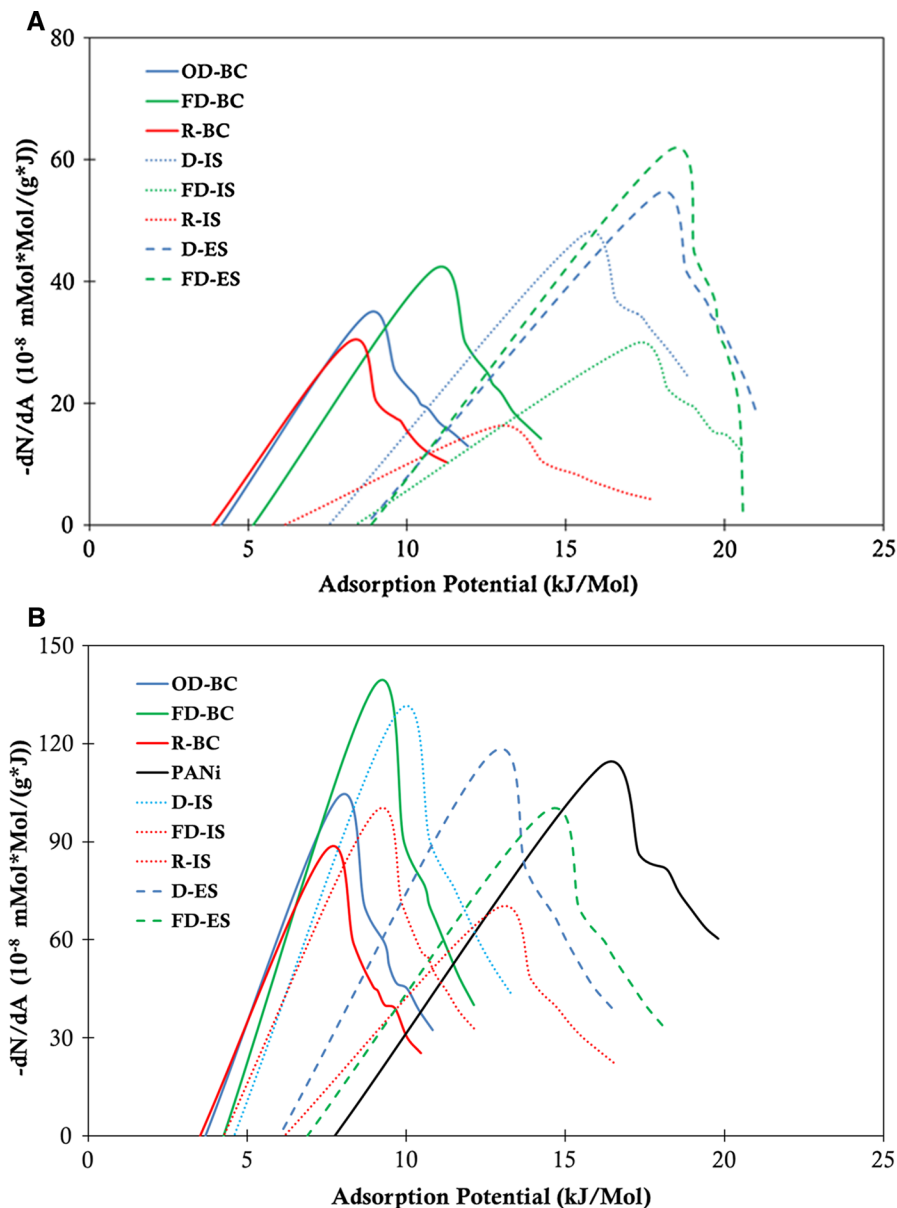 A
80
60
40
20
0
-dN/dA (10⁻⁸ mMol*Mol/(g*J))
OD-BC
FD-BC
R-BC
D-IS
FD-IS
R-IS
D-ES
FD-ES
0 5 10 15 20 25
Adsorption Potential (kJ/Mol)
B
150
120
90
60
30
0
-dN/dA (10⁻⁸ mMol*Mol/(g*J))
OD-BC
FD-BC
R-BC
PANi
D-IS
FD-IS
R-IS
D-ES
FD-ES
0 5 10 15 20 25
Adsorption Potential (kJ/Mol)